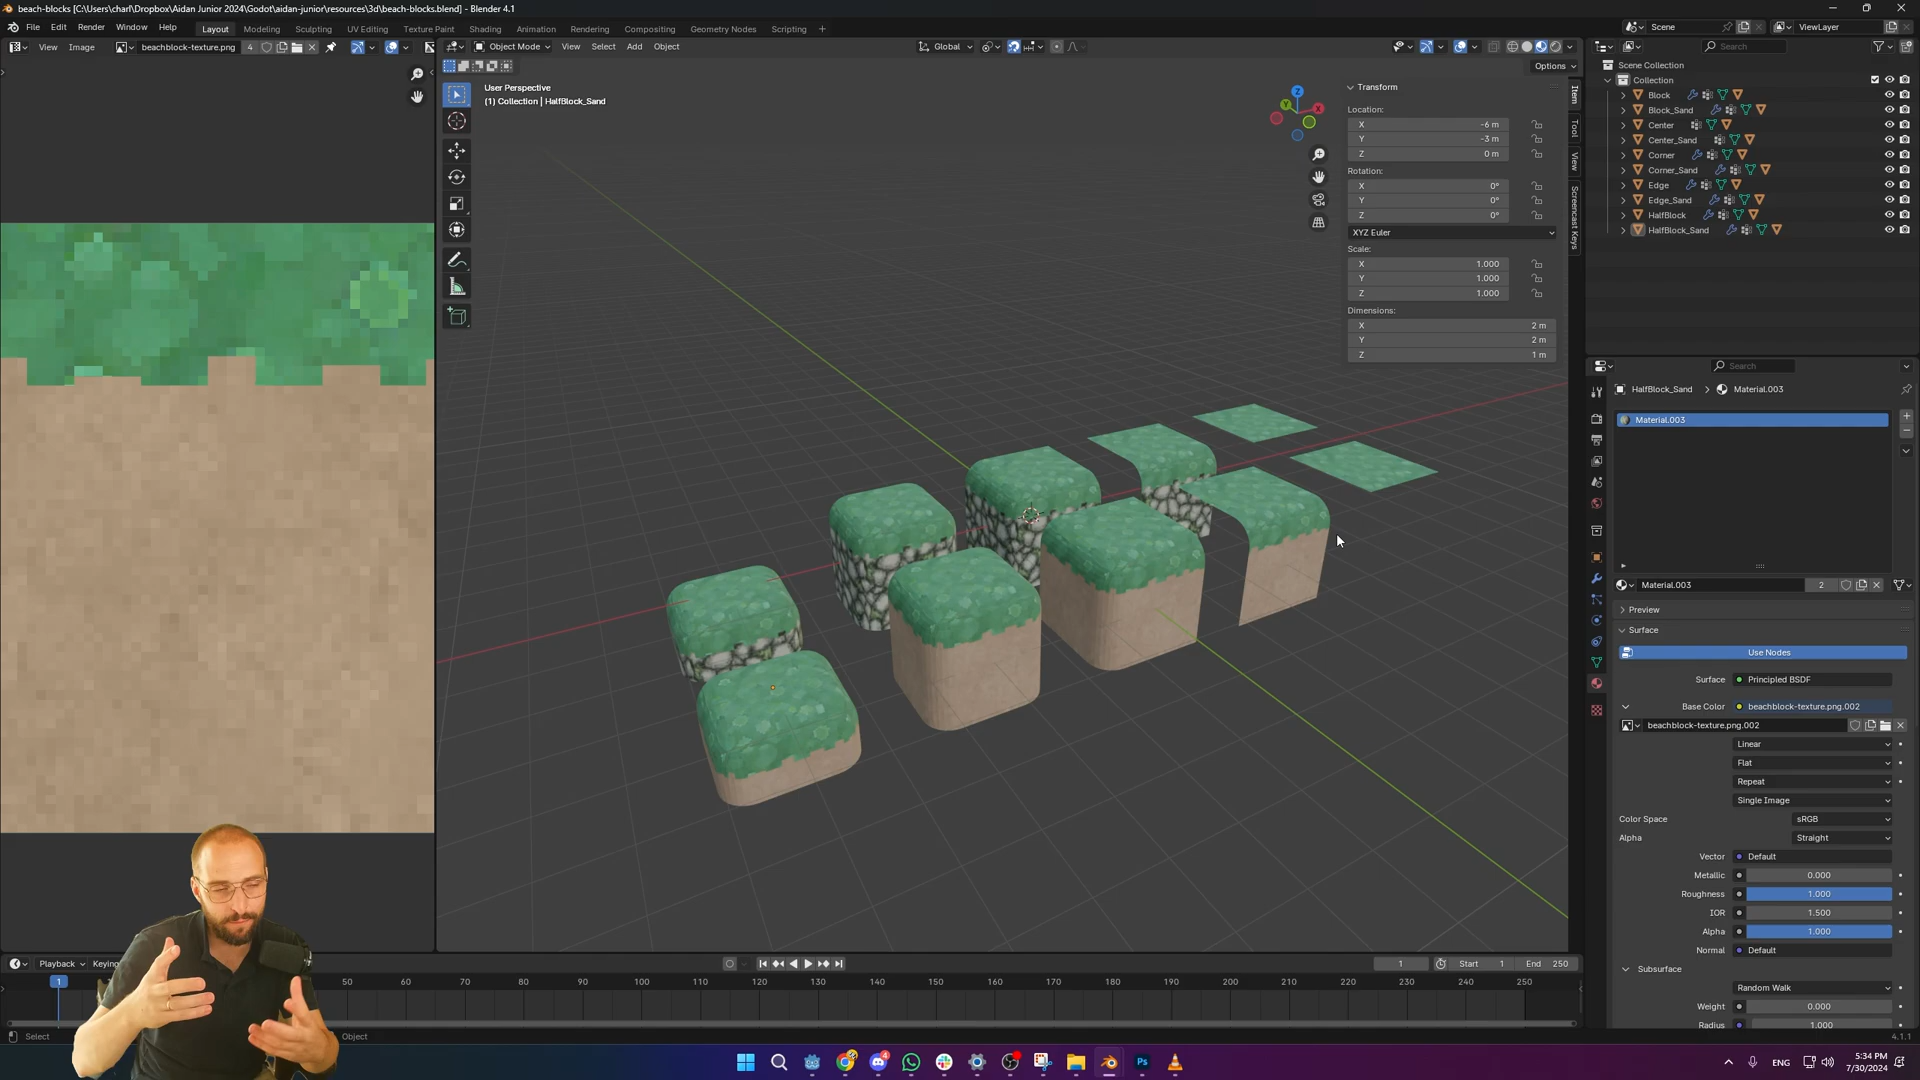 beach-blocks [C:\Users\charl\Dropbox\Aidan Junior 2024\Godot\aidan-junior\resources\3d\beach-blocks.blend] - Blender 4.1
File Edit Render Window Help Layout Modeling Sculpting UV Editing Texture Paint Shading Animation Rendering Compositing Geometry Nodes Scripting + Scene ViewLayer
View Image beachblock-texture.png 4 Object Mode View Select Add Object Global Search
Options
User Perspective
(1) Collection | HalfBlock_Sand
Z
Y
X
Transform
Location:
X -6 m
Y -3 m
Z 0 m
Rotation:
X 0°
Y 0°
Z 0°
XYZ Euler
Scale:
X 1.000
Y 1.000
Z 1.000
Dimensions:
X 2 m
Y 2 m
Z 1 m
Item
Tool
View
Screencast Keys
Scene Collection
Collection
Block
Block_Sand
Center
Center_Sand
Corner
Corner_Sand
Edge
Edge_Sand
HalfBlock
HalfBlock_Sand
Search
HalfBlock_Sand > Material.003
Material.003
Material.003 2
Preview
Surface
Use Nodes
Surface Principled BSDF
Base Color beachblock-texture.png.002
beachblock-texture.png.002
Linear
Flat
Repeat
Single Image
Color Space sRGB
Alpha Straight
Vector Default
Metallic 0.000
Roughness 1.000
IOR 1.500
Alpha 1.000
Normal Default
Subsurface
Random Walk
Weight 0.000
Radius 1.000
Playback Keying 1 Start 1 End 250
1 50 60 70 80 90 100 110 120 130 140 150 160 170 180 190 200 210 220 230 240 250
Select Object 4.1.1
4
Ps
ENG
5:34 PM
7/30/2024